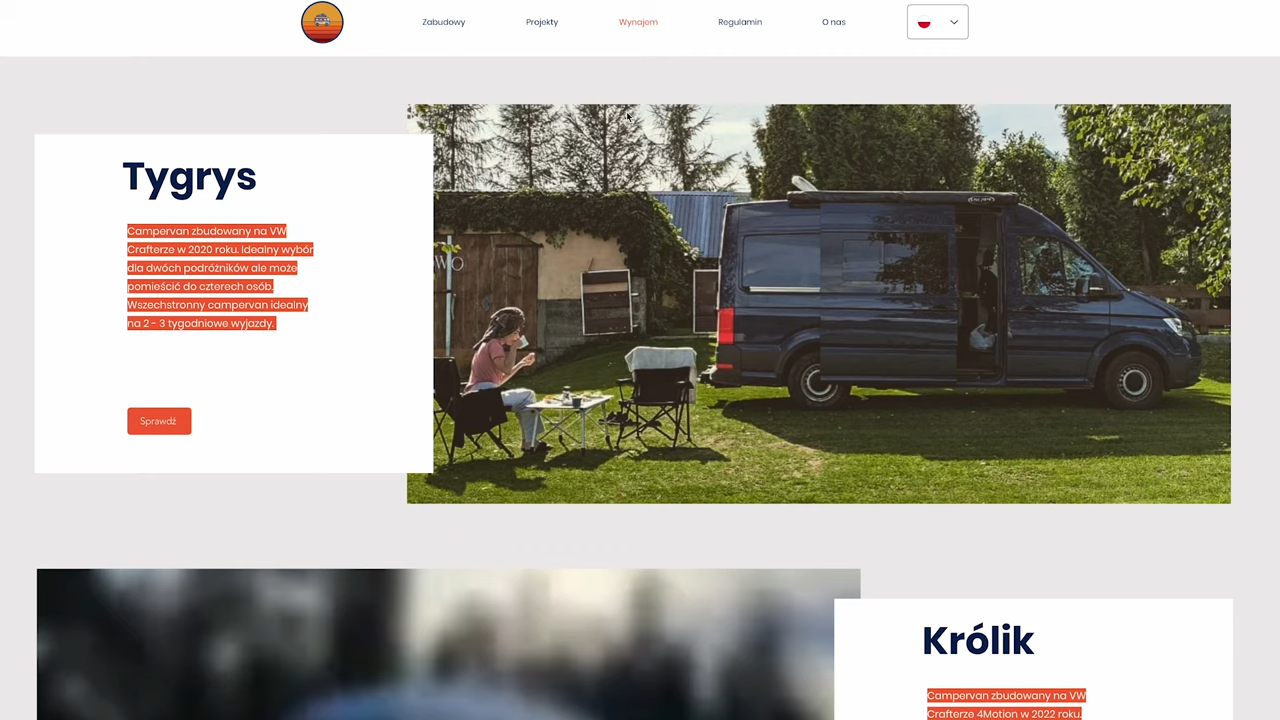 Zabudowy
Projekty
Wynajem
Regulamin
O nas
Tygrys
Campervan zbudowany na VW
Crafterze w 2020 roku. Idealny wybór
dla dwóch podróżników ale może
pomieścić do czterech osób.
Wszechstronny campervan idealny
na 2 - 3 tygodniowe wyjazdy.
Sprawdź
Królik
Campervan zbudowany na VW
Crafterze 4Motion w 2022 roku.